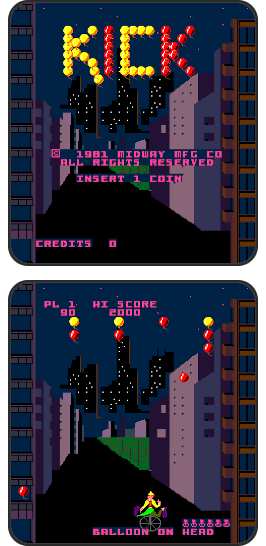 KICK
© 1981 MIDWAY MFG CO
ALL RIGHTS RESERVED
INSERT 1 COIN
CREDITS 0
PL 1 HI SCORE
90 2000
BALLOON ON HEAD